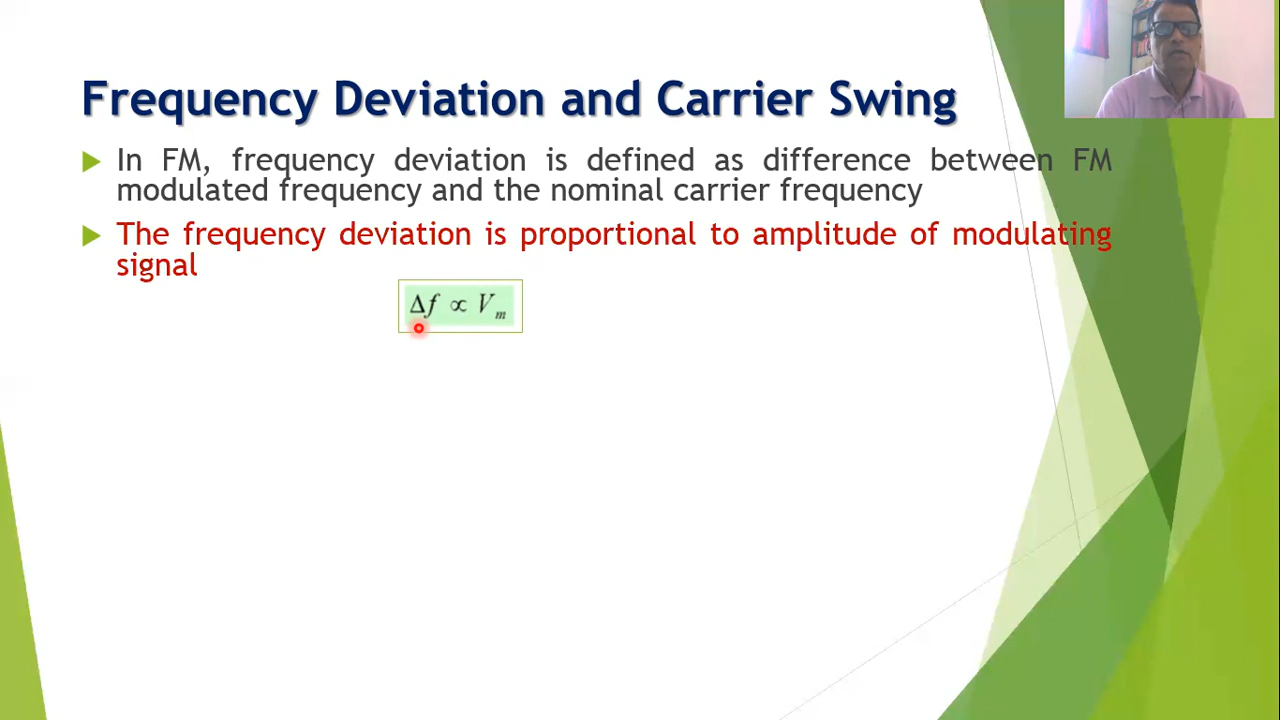 Frequency Deviation and Carrier Swing
In FM, frequency deviation is defined as difference between FM
modulated frequency and the nominal carrier frequency
The frequency deviation is proportional to amplitude of modulating
signal
Δf ∝ Vₘ